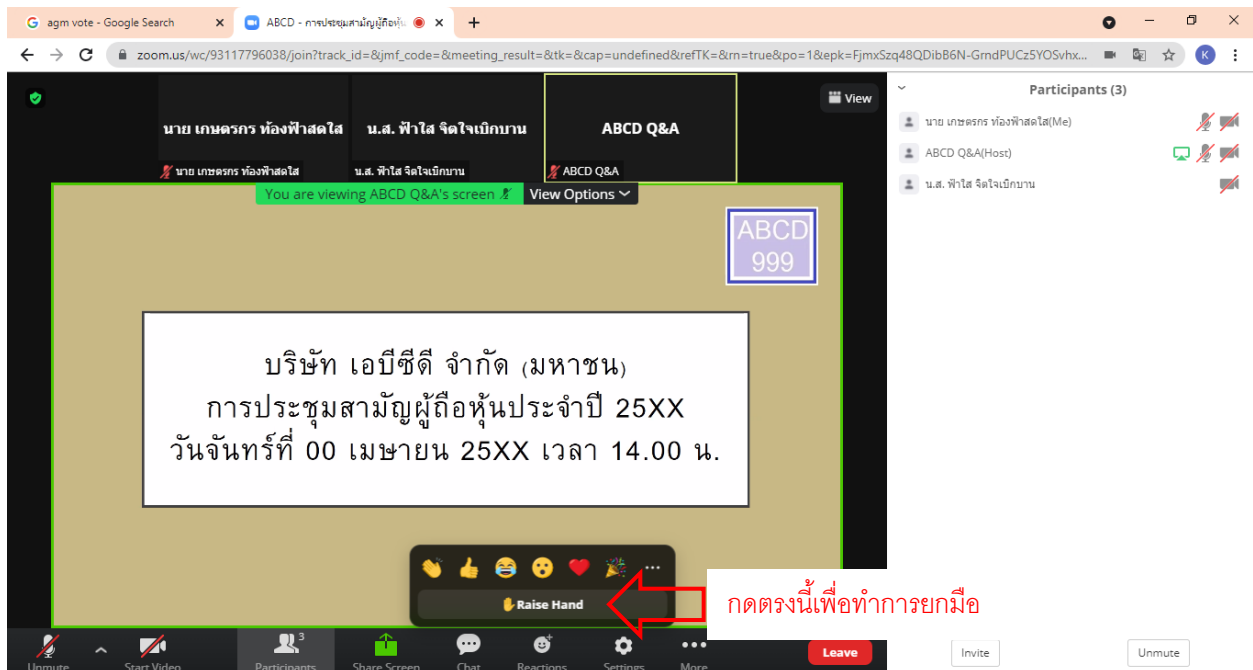 agm vote - Google Search
ABCD - การประชุมสามัญผู้ถือหุ้น
zoom.us/wc/93117796038/join?track_id=&jmf_code=&meeting_result=&tk=&cap=undefined&refTK=&rn=true&po=1&epk=FjmxSzq48QDibB6N-GrndPUCz5YOSvhx...
K
นาย เกษตรกร ท้องฟ้าสดใส
น.ส. ฟ้าใส จิตใจเบิกบาน
ABCD Q&A
View
นาย เกษตรกร ท้องฟ้าสดใส
น.ส. ฟ้าใส จิตใจเบิกบาน
ABCD Q&A
You are viewing ABCD Q&A's screen
View Options
ABCD
999
บริษัท เอบีซีดี จำกัด (มหาชน)
การประชุมสามัญผู้ถือหุ้นประจำปี 25XX
วันจันทร์ที่ 00 เมษายน 25XX เวลา 14.00 น.
Raise Hand
กดตรงนี้เพื่อทำการยกมือ
Unmute
Start Video
Participants
3
Share Screen
Chat
Reactions
Settings
More
Leave
Participants (3)
นาย เกษตรกร ท้องฟ้าสดใส(Me)
ABCD Q&A(Host)
น.ส. ฟ้าใส จิตใจเบิกบาน
Invite
Unmute